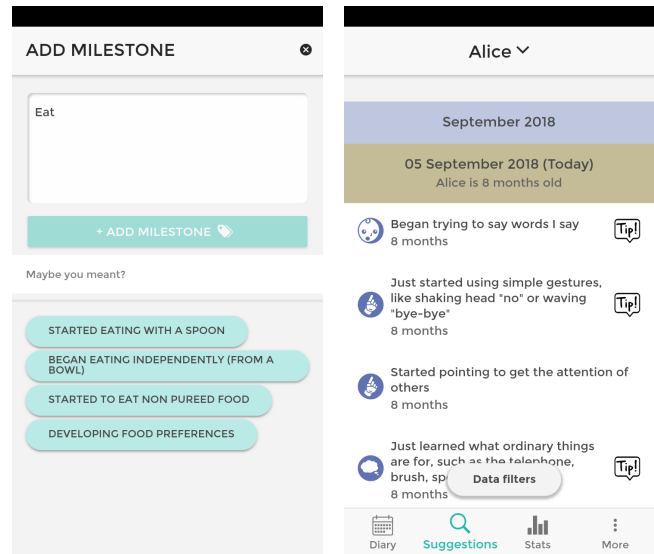 ADD MILESTONE
Eat
+ ADD MILESTONE
Maybe you meant?
STARTED EATING WITH A SPOON
BEGAN EATING INDEPENDENTLY (FROM A
BOWL)
STARTED TO EAT NON PUREED FOOD
DEVELOPING FOOD PREFERENCES
Alice
September 2018
05 September 2018 (Today)
Alice is 8 months old
Began trying to say words I say
8 months
Tip!
Just started using simple gestures,
like shaking head "no" or waving
"bye-bye"
8 months
Tip!
Started pointing to get the attention of
others
8 months
Just learned what ordinary things
are for, such as the telephone,
brush,
8 months
Tip!
Data filters
Diary
Suggestions
Stats
More